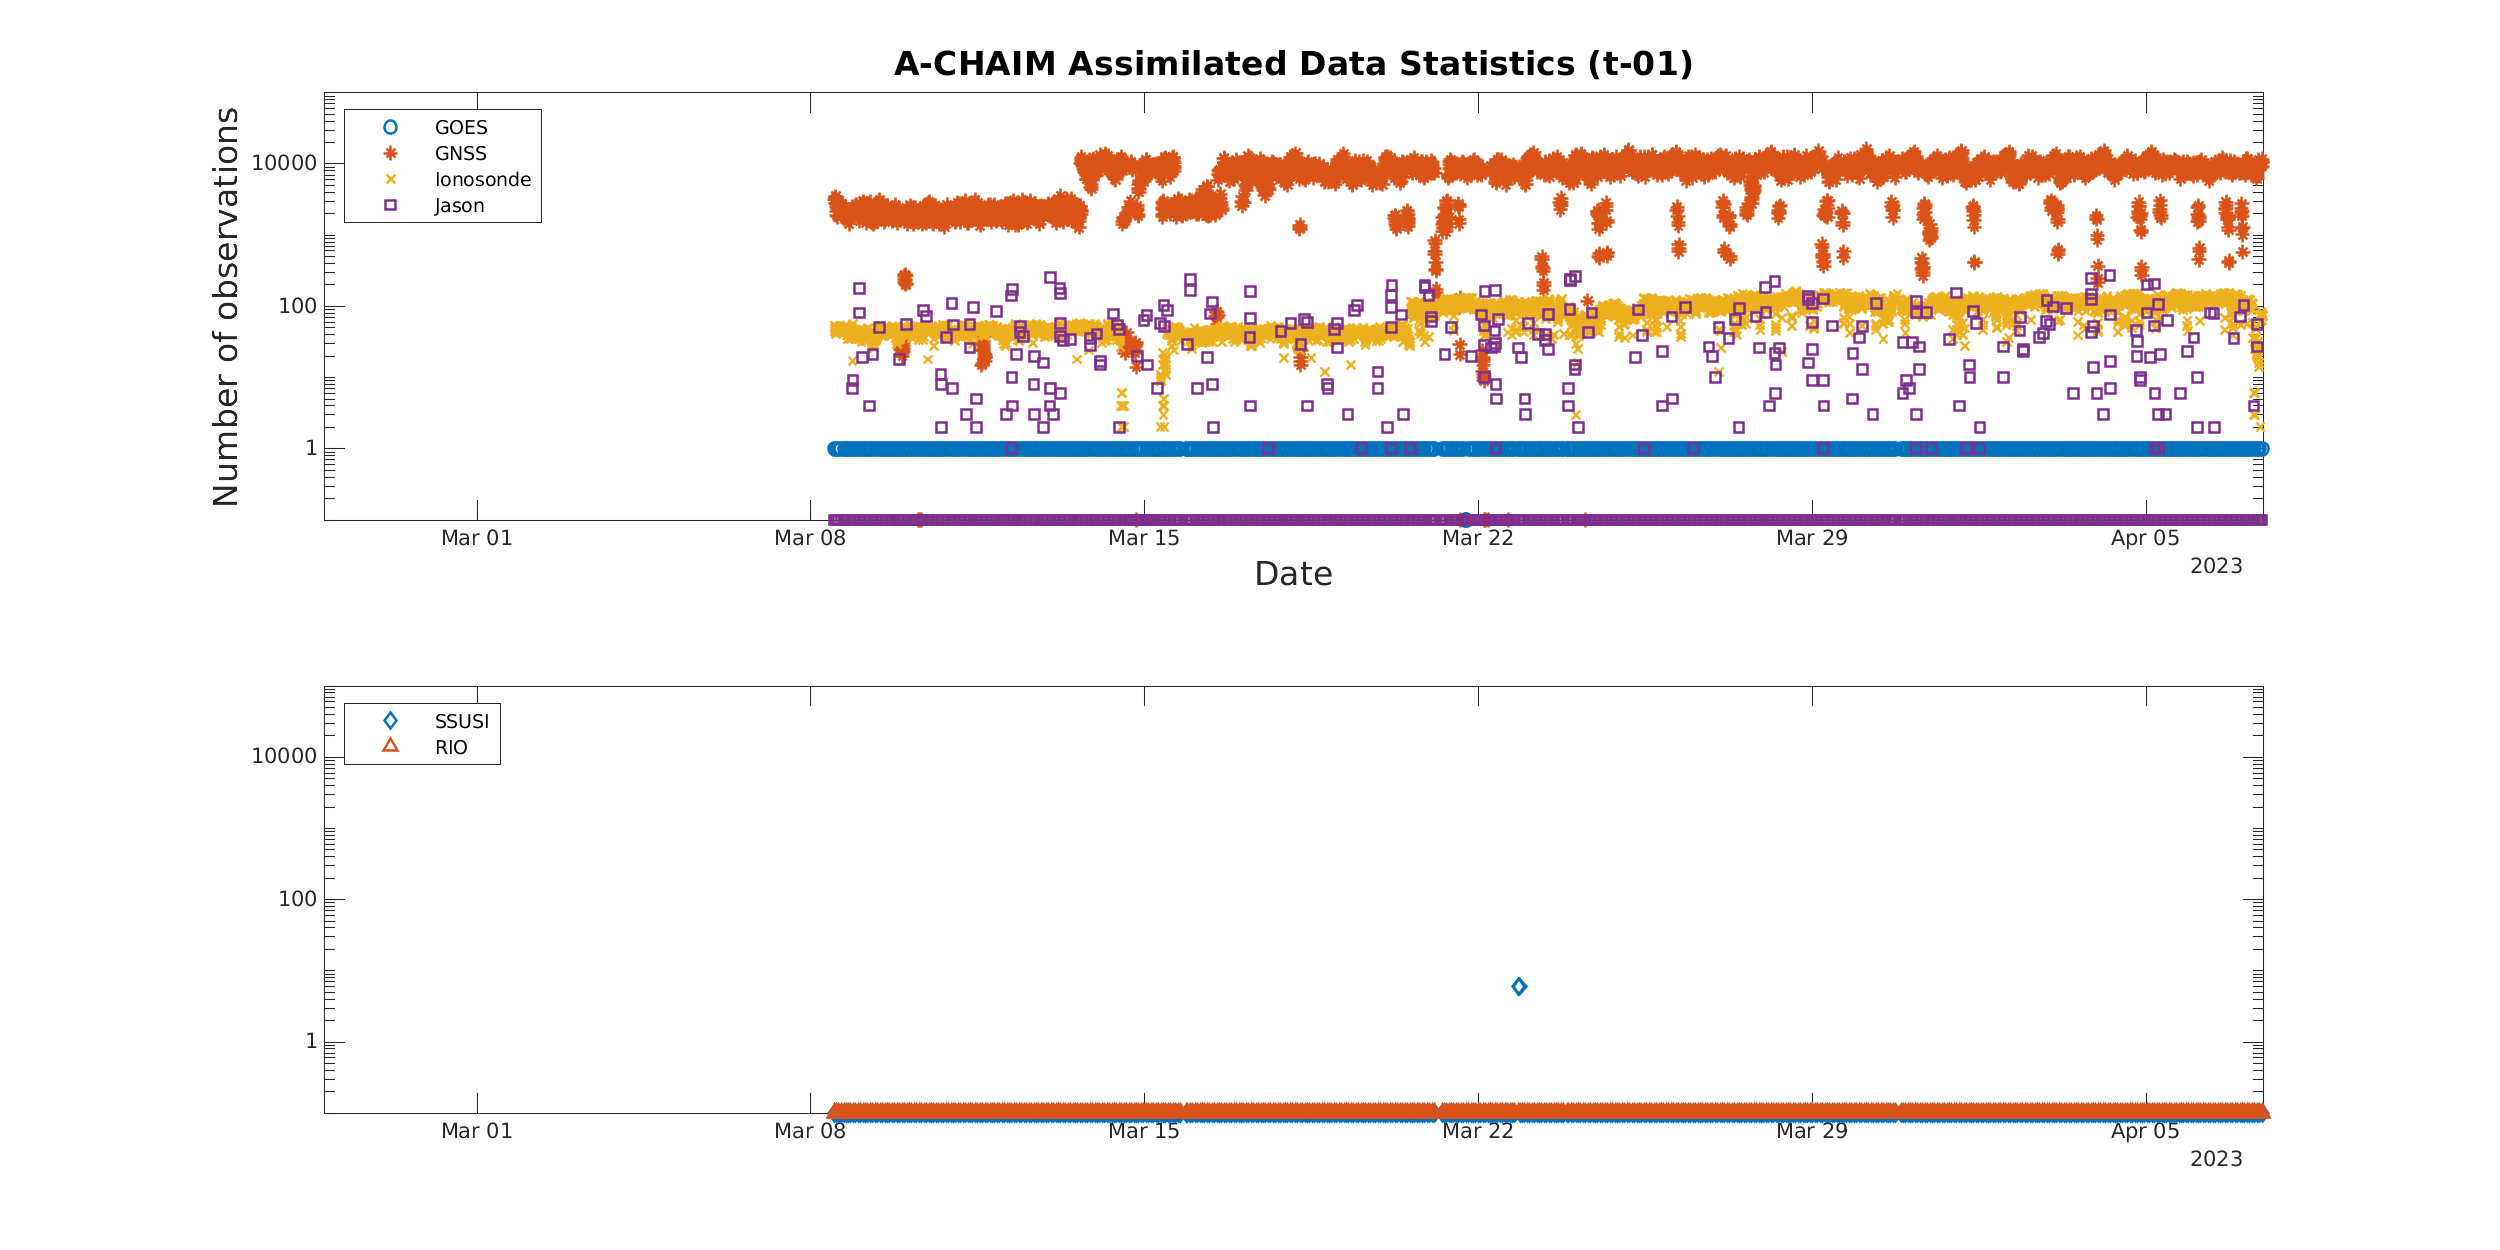 A-CHAIM Assimilated Data Statistics (t-01)
Number of observations
GOES
GNSS
Ionosonde
Jason
10000
100
1
Mar 01 Mar 08 Mar 15 Mar 22 Mar 29 Apr 05
2023
Date
SSUSI
RIO
10000
100
1
Mar 01 Mar 08 Mar 15 Mar 22 Mar 29 Apr 05
2023